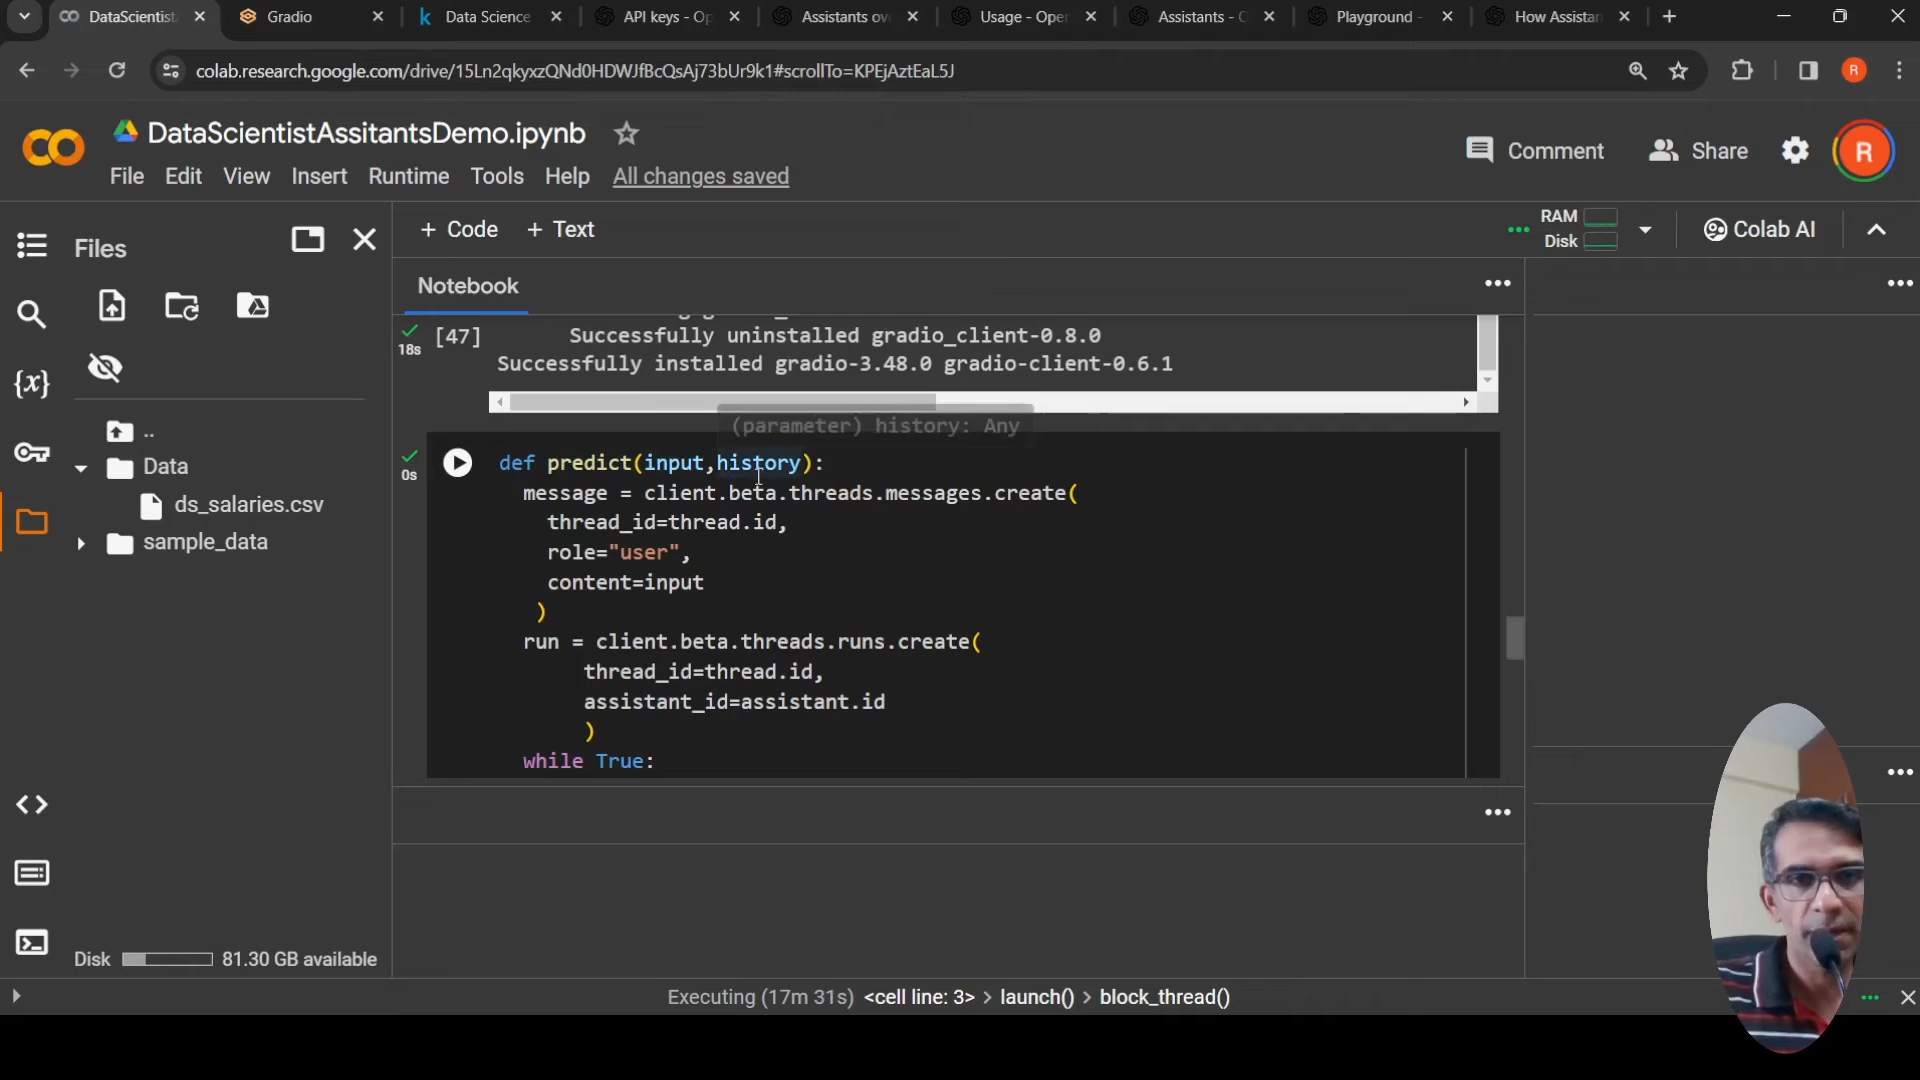 DataScientist
Gradio
Data Science
API keys - Op
Assistants ov
Usage - Oper
Assistants - C
Playground -
How Assistan
colab.research.google.com/drive/15Ln2qkyxzQNd0HDWJfBcQsAj73bUr9k1#scrollTo=KPEjAztEaL5J
R
CO
DataScientistAssitantsDemo.ipynb
Comment
Share
R
File Edit View Insert Runtime Tools Help All changes saved
Files
+ Code + Text
RAM
Disk
Colab AI
Notebook
{x}
..
Data
ds_salaries.csv
sample_data
18s
[47] Successfully uninstalled gradio_client-0.8.0
Successfully installed gradio-3.48.0 gradio-client-0.6.1
(parameter) history: Any
0s
def predict(input,history):
message = client.beta.threads.messages.create(
thread_id=thread.id,
role="user",
content=input
)
run = client.beta.threads.runs.create(
thread_id=thread.id,
assistant_id=assistant.id
)
while True:
Disk 81.30 GB available
Executing (17m 31s) <cell line: 3> > launch() > block_thread()